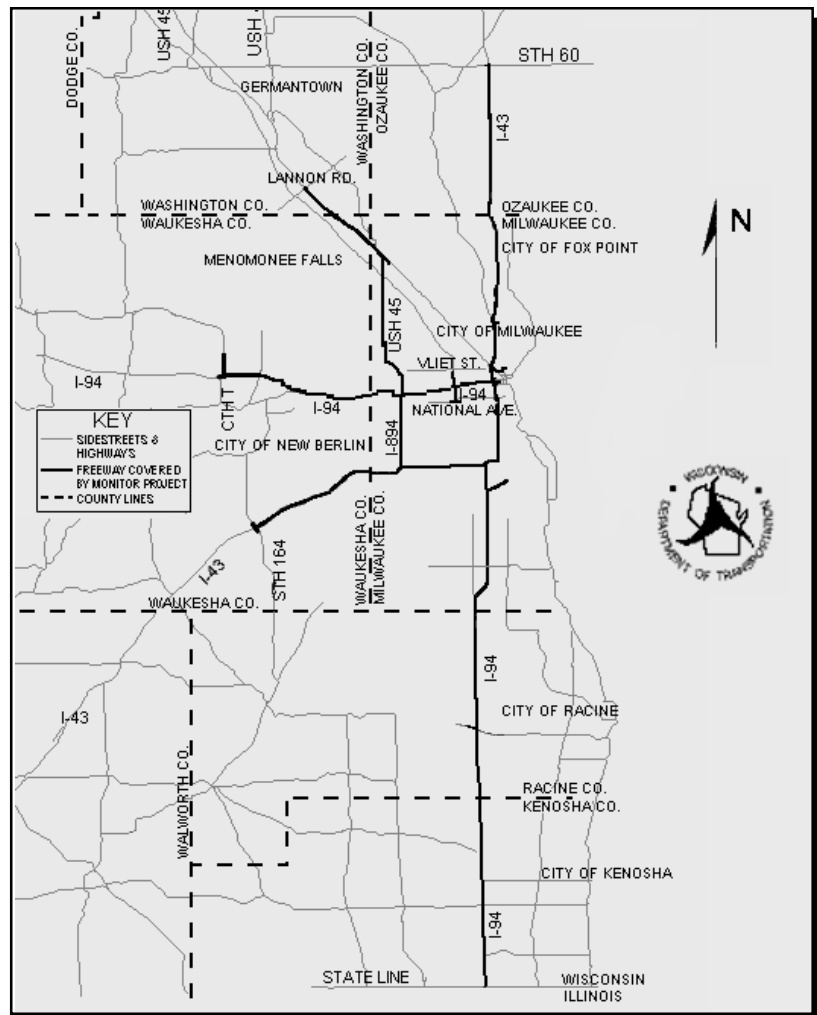 USH 45
USH 4
DODGE CO.
WASHINGTON CO.
OZAUKEE CO.
STH 60
GERMANTOWN
I-43
LANNON RD.
WASHINGTON CO.
WAUKESHA CO.
OZAUKEE CO.
MILWAUKEE CO.
CITY OF FOX POINT
N
MENOMONEE FALLS
USH 45
CITY OF MILWAUKEE
VLIET ST.
I-94
CTH T
I-94
I-94
NATIONAL AVE.
KEY
SIDESTREETS &
HIGHWAYS
FREEWAY COVERED
BY MONITOR PROJECT
COUNTY LINES
CITY OF NEW BERLIN
I-894
WISCONSIN
DEPARTMENT OF TRANSPORTATION
WAUKESHA CO.
MILWAUKEE CO.
I-43
STH 164
WAUKESHA CO.
I-94
I-43
CITY OF RACINE
WALWORTH CO.
RACINE CO.
KENOSHA CO.
CITY OF KENOSHA
I-94
STATE LINE
WISCONSIN
ILLINOIS